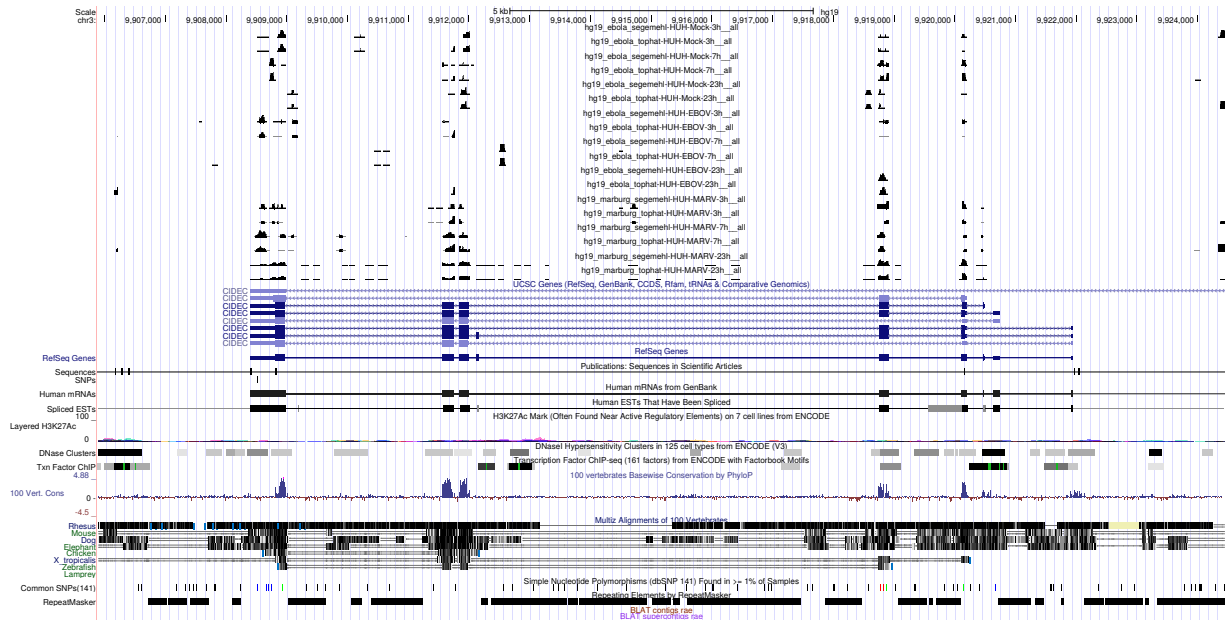 Scale 5 kb hg19
chr3: 9,907,000 9,908,000 9,909,000 9,910,000 9,911,000 9,912,000 9,913,000 9,914,000 9,915,000 9,916,000 9,917,000 9,918,000 9,919,000 9,920,000 9,921,000 9,922,000 9,923,000 9,924,000
hg19_ebola_segemehl-HUH-Mock-3h__all
hg19_ebola_tophat-HUH-Mock-3h__all
hg19_ebola_segemehl-HUH-Mock-7h__all
hg19_ebola_tophat-HUH-Mock-7h__all
hg19_ebola_segemehl-HUH-Mock-23h__all
hg19_ebola_tophat-HUH-Mock-23h__all
hg19_ebola_segemehl-HUH-EBOV-3h__all
hg19_ebola_tophat-HUH-EBOV-3h__all
hg19_ebola_segemehl-HUH-EBOV-7h__all
hg19_ebola_tophat-HUH-EBOV-7h__all
hg19_ebola_segemehl-HUH-EBOV-23h__all
hg19_ebola_tophat-HUH-EBOV-23h__all
hg19_marburg_segemehl-HUH-MARV-3h__all
hg19_marburg_tophat-HUH-MARV-3h__all
hg19_marburg_segemehl-HUH-MARV-7h__all
hg19_marburg_tophat-HUH-MARV-7h__all
hg19_marburg_segemehl-HUH-MARV-23h__all
hg19_marburg_tophat-HUH-MARV-23h__all
UCSC Genes (RefSeq, GenBank, CCDS, Rfam, tRNAs & Comparative Genomics)
CIDEC
CIDEC
CIDEC
CIDEC
CIDEC
CIDEC
CIDEC
CIDEC
RefSeq Genes
RefSeq Genes
Publications: Sequences in Scientific Articles
Sequences
SNPs
Human mRNAs from GenBank
Human mRNAs
Human ESTs That Have Been Spliced
Spliced ESTs
H3K27Ac Mark (Often Found Near Active Regulatory Elements) on 7 cell lines from ENCODE
100
Layered H3K27Ac
0
DNaseI Hypersensitivity Clusters in 125 cell types from ENCODE (V3)
DNase Clusters
Transcription Factor ChIP-seq (161 factors) from ENCODE with Factorbook Motifs
Txn Factor ChIP
100 vertebrates Basewise Conservation by PhyloP
4.88
100 Vert. Cons
0
-4.5
Multiz Alignments of 100 Vertebrates
Rhesus
Mouse
Dog
Elephant
Chicken
X_tropicalis
Zebrafish
Lamprey
Simple Nucleotide Polymorphisms (dbSNP 141) Found in >= 1% of Samples
Common SNPs(141)
Repeating Elements by RepeatMasker
RepeatMasker
BLAT contigs rae
BLAT supercontigs rae